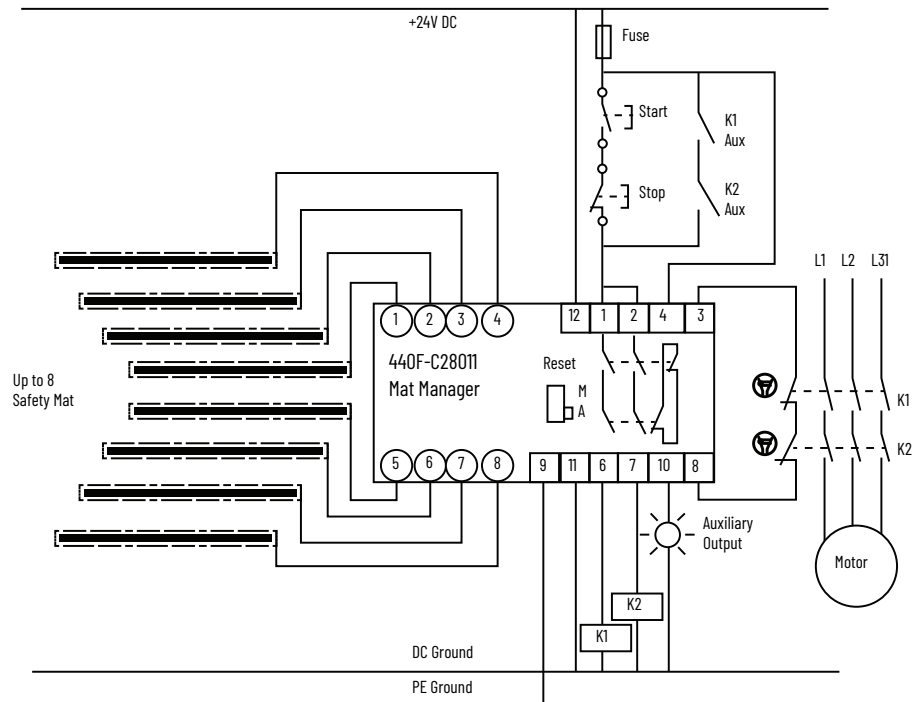 +24V DC
Fuse
Start
K1
Aux
Stop
K2
Aux
L1 L2 L31
1 2 3 4
12 1 2 4 3
440F-C28011
Mat Manager
Reset
M
A
Up to 8
Safety Mat
K1
K2
5 6 7 8
9 11 6 7 10 8
Auxiliary
Output
Motor
K2
K1
DC Ground
PE Ground